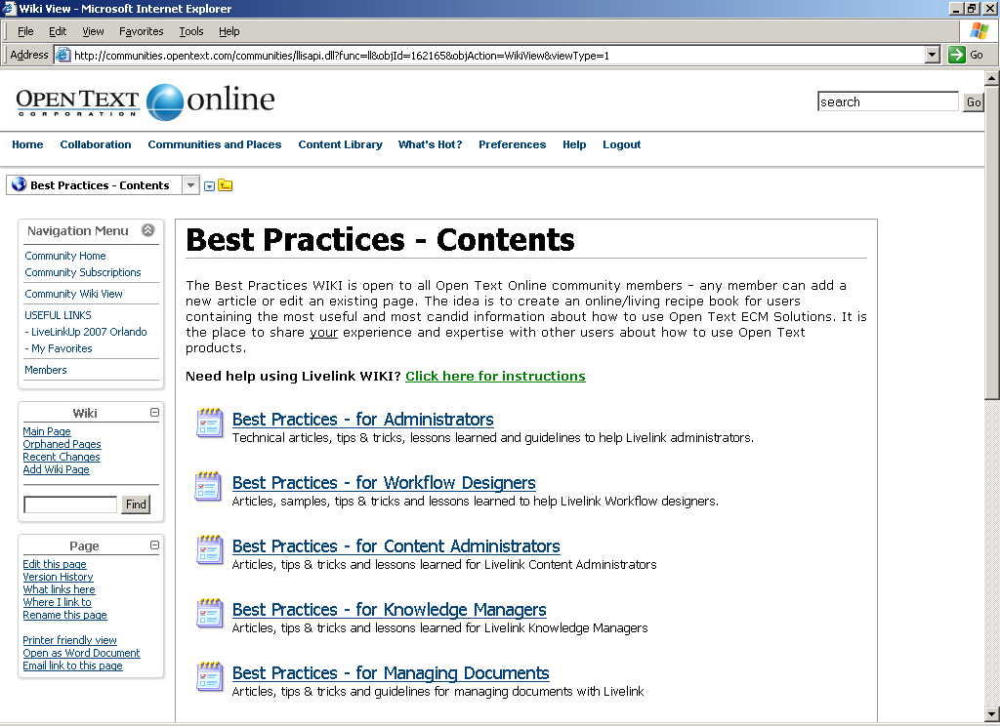 Wiki View - Microsoft Internet Explorer
File Edit View Favorites Tools Help
Address http://communities.opentext.com/communities/llisapi.dll?func=ll&objId=162165&objAction=WikiView&viewType=1 Go
OPEN TEXT online
CORPORATION
search Go
Home Collaboration Communities and Places Content Library What's Hot? Preferences Help Logout
Best Practices - Contents
Navigation Menu
Community Home
Community Subscriptions
Community Wiki View
USEFUL LINKS
- LiveLinkUp 2007 Orlando
- My Favorites
Members
Wiki
Main Page
Orphaned Pages
Recent Changes
Add Wiki Page
Find
Page
Edit this page
Version History
What links here
Where I link to
Rename this page
Printer friendly view
Open as Word Document
Email link to this page
Best Practices - Contents
The Best Practices WIKI is open to all Open Text Online community members – any member can add a
new article or edit an existing page. The idea is to create an online/living recipe book for users
containing the most useful and most candid information about how to use Open Text ECM Solutions. It is
the place to share your experience and expertise with other users about how to use Open Text
products.
Need help using Livelink WIKI? Click here for instructions
Best Practices - for Administrators
Technical articles, tips & tricks, lessons learned and guidelines to help Livelink administrators.
Best Practices - for Workflow Designers
Articles, samples, tips & tricks and lessons learned to help Livelink Workflow designers.
Best Practices - for Content Administrators
Articles, tips & tricks and lessons learned for Livelink Content Administrators
Best Practices - for Knowledge Managers
Articles, tips & tricks and lessons learned for Livelink Knowledge Managers
Best Practices - for Managing Documents
Articles, tips & tricks and guidelines for managing documents with Livelink